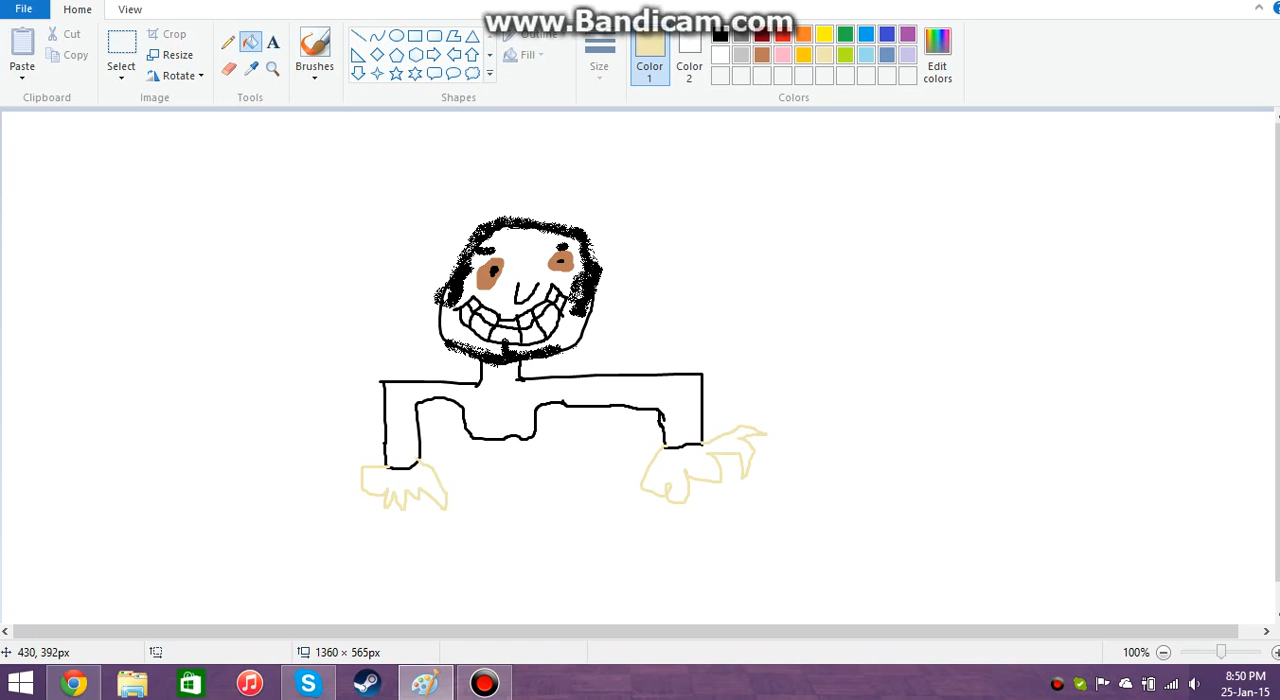 www.Bandicam.com
File Home View
Cut
Copy
Paste
Clipboard
Crop
Resize
Rotate
Select
Image
A
Tools
Brushes
Outline
Fill
Shapes
Size
Color 1
Color 2
Edit colors
Colors
430, 392px
1360 × 565px
100%
8:50 PM
25-Jan-15